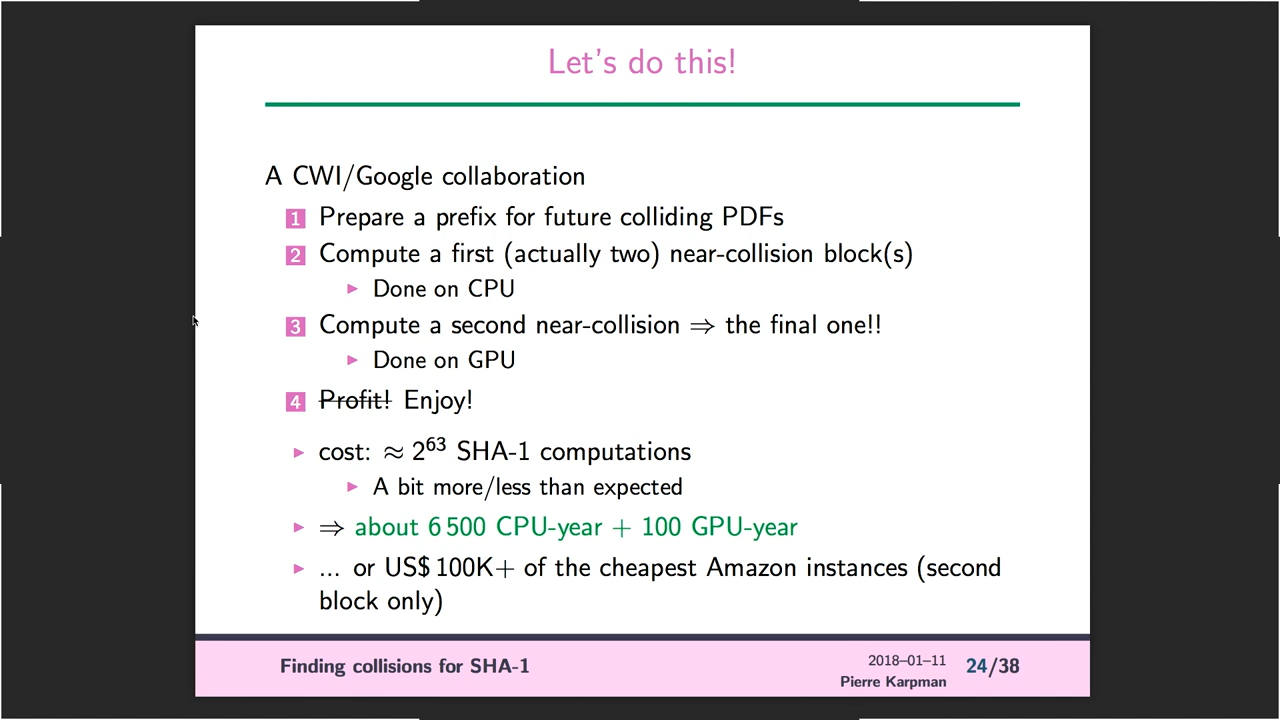 Let's do this!
A CWI/Google collaboration
1 Prepare a prefix for future colliding PDFs
2 Compute a first (actually two) near-collision block(s)
▶ Done on CPU
3 Compute a second near-collision ⇒ the final one!!
▶ Done on GPU
4 Profit! Enjoy!
▶ cost: ≈ 2⁶³ SHA-1 computations
▶ A bit more/less than expected
▶ ⇒ about 6 500 CPU-year + 100 GPU-year
▶ ... or US$ 100K+ of the cheapest Amazon instances (second
block only)
Finding collisions for SHA-1
2018–01–11
Pierre Karpman
24/38